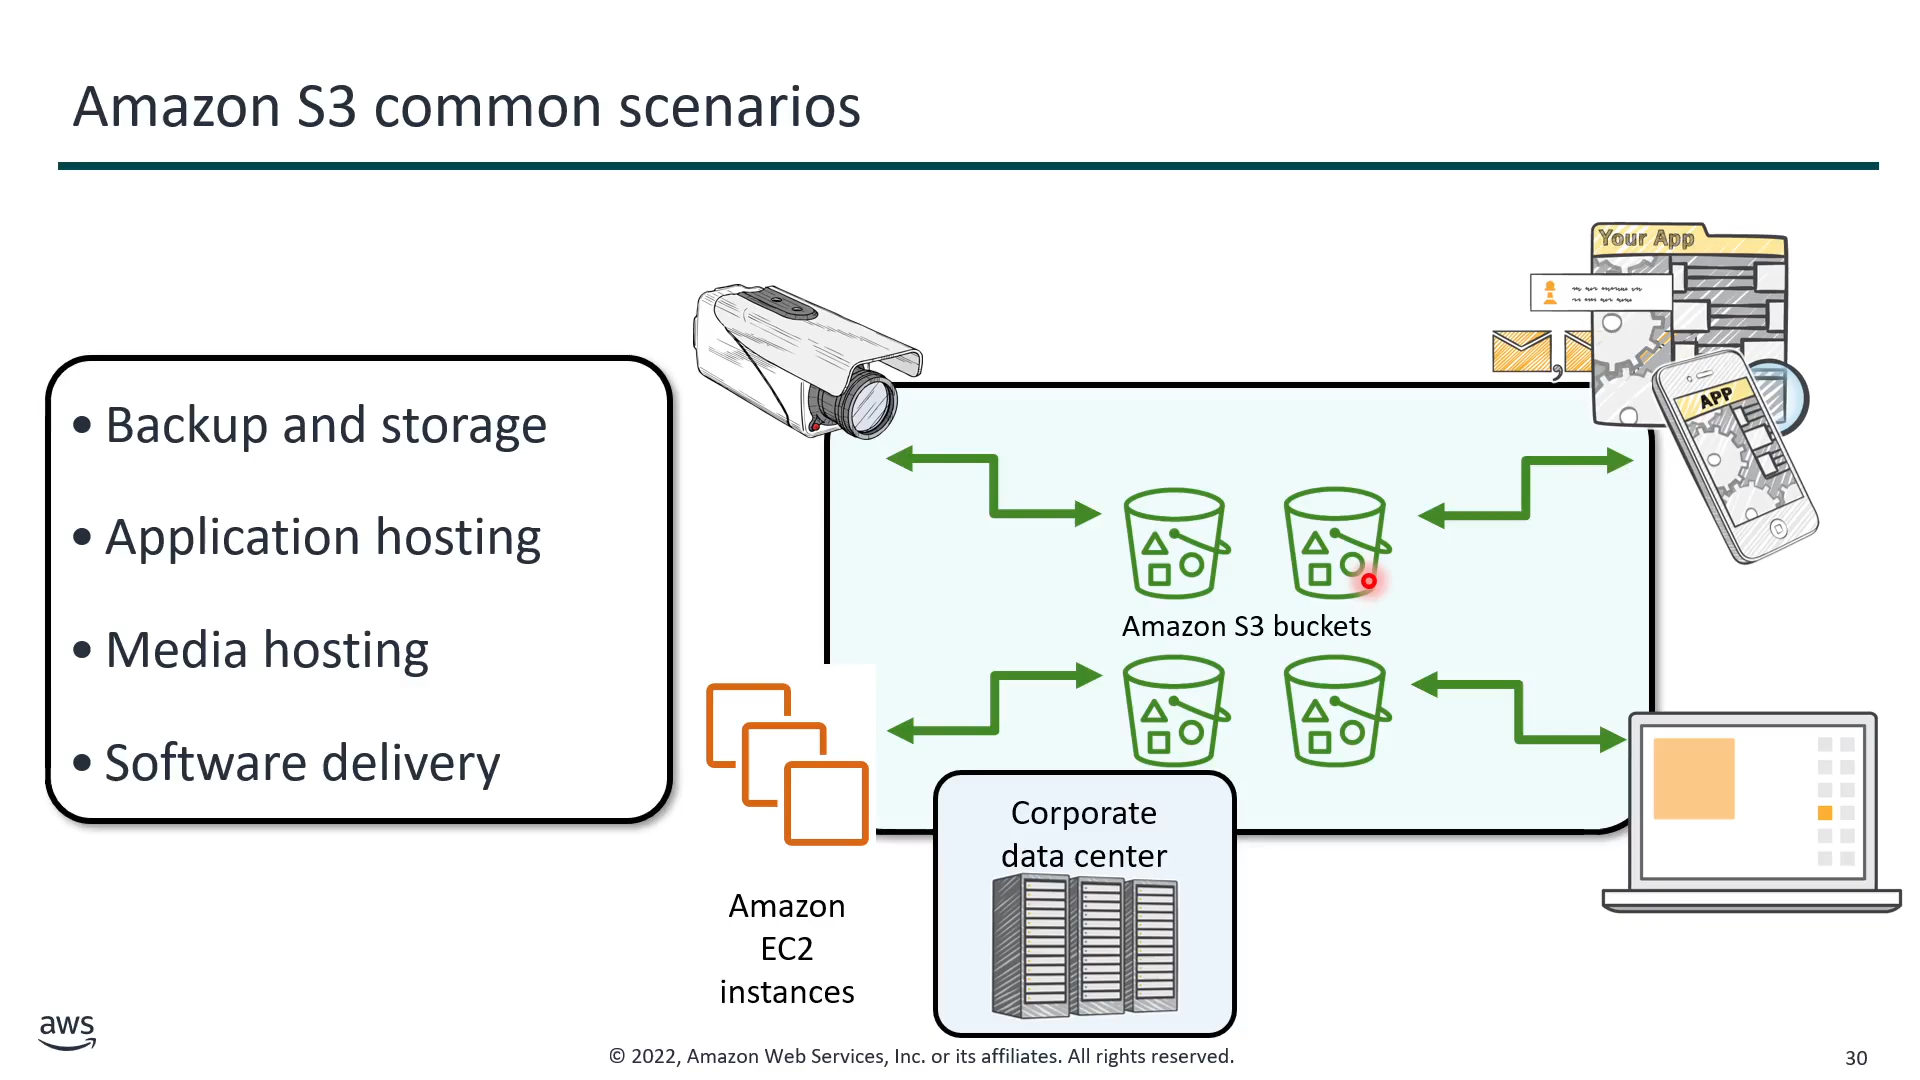 Amazon S3 common scenarios
• Backup and storage
• Application hosting
• Media hosting
• Software delivery
Your App
APP
Amazon S3 buckets
Corporate
data center
Amazon
EC2
instances
aws
© 2022, Amazon Web Services, Inc. or its affiliates. All rights reserved.
30